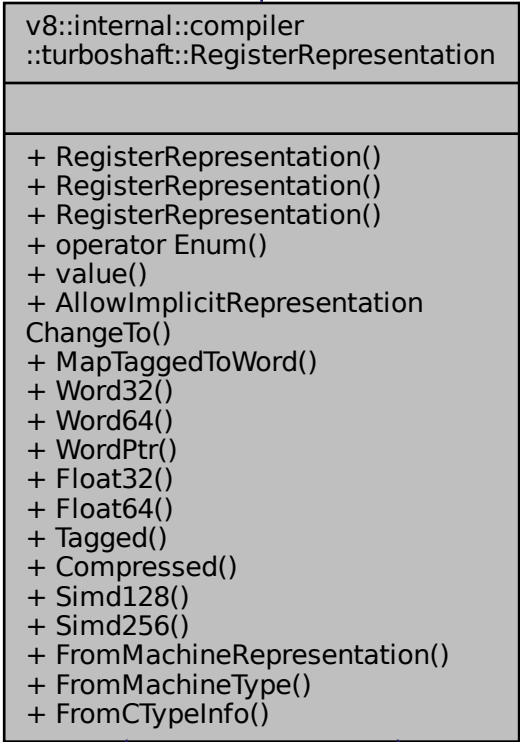 v8::internal::compiler
::turboshaft::RegisterRepresentation
+ RegisterRepresentation()
+ RegisterRepresentation()
+ RegisterRepresentation()
+ operator Enum()
+ value()
+ AllowImplicitRepresentation
ChangeTo()
+ MapTaggedToWord()
+ Word32()
+ Word64()
+ WordPtr()
+ Float32()
+ Float64()
+ Tagged()
+ Compressed()
+ Simd128()
+ Simd256()
+ FromMachineRepresentation()
+ FromMachineType()
+ FromCTypeInfo()